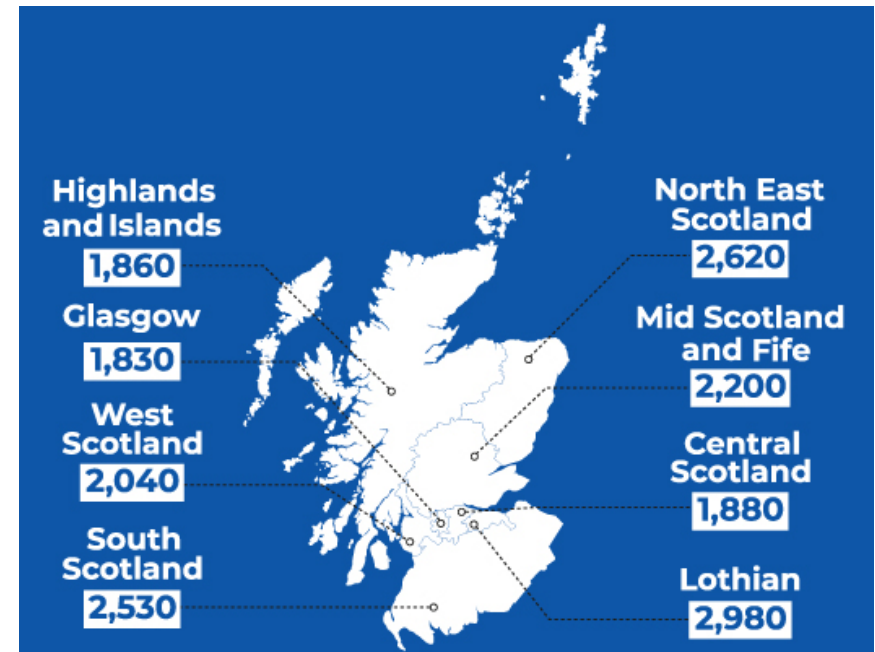 Highlands
and Islands
1,860
Glasgow
1,830
West
Scotland
2,040
South
Scotland
2,530
North East
Scotland
2,620
Mid Scotland
and Fife
2,200
Central
Scotland
1,880
Lothian
2,980